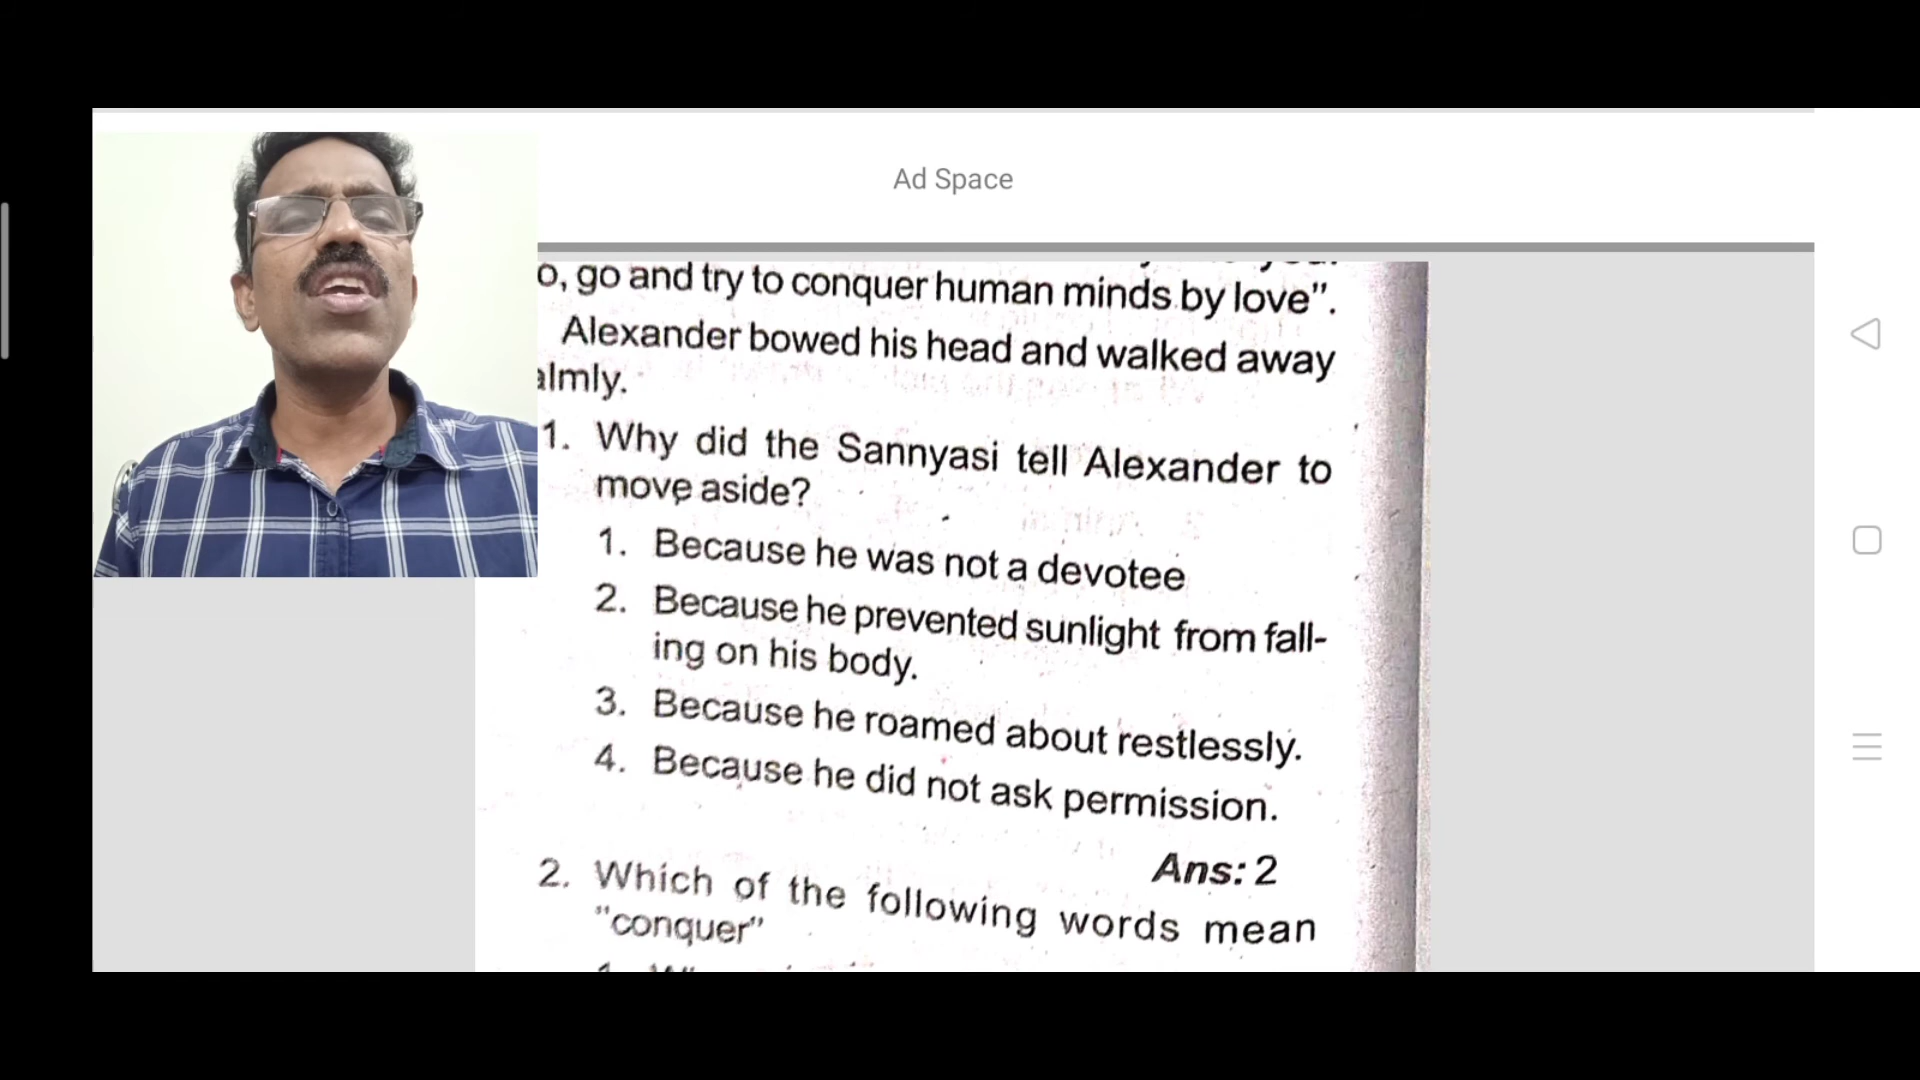 Ad Space
o, go and try to conquer human minds by love".
Alexander bowed his head and walked away
almly.
1. Why did the Sannyasi tell Alexander to
move aside?
1. Because he was not a devotee
2. Because he prevented sunlight from fall-
ing on his body.
3. Because he roamed about restlessly.
4. Because he did not ask permission.
Ans: 2
2. Which of the following words mean
"conquer"